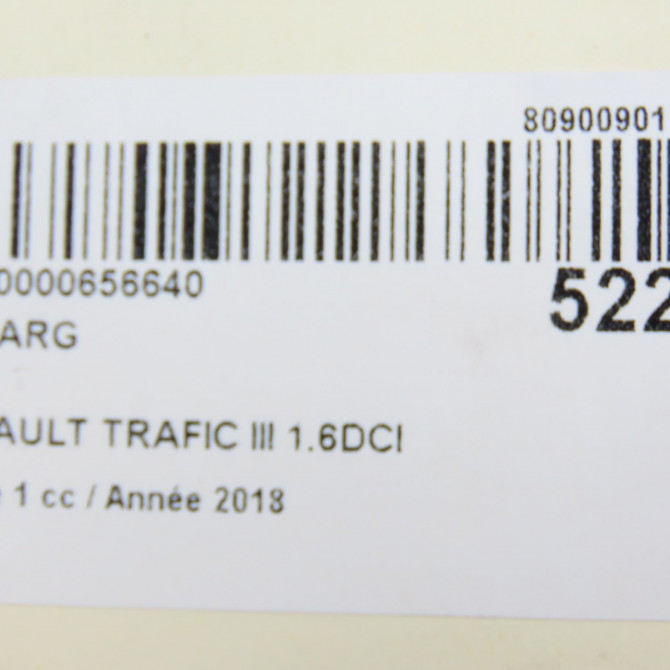 80900901
0000656640
522
ARG
AULT TRAFIC III 1.6DCI
1 cc / Année 2018